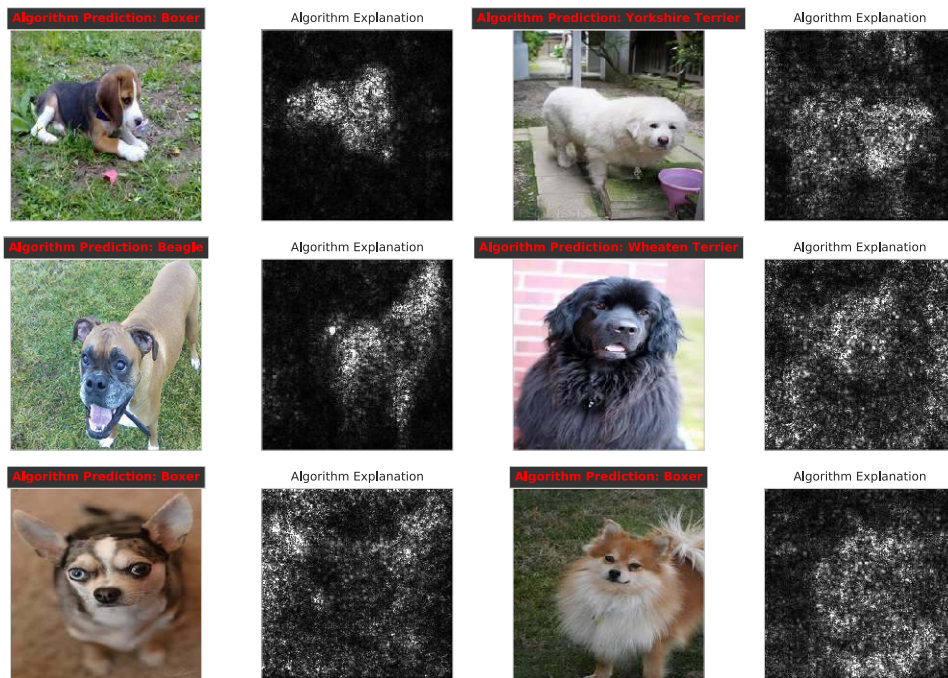 Algorithm Prediction: Boxer
Algorithm Explanation
Algorithm Prediction: Yorkshire Terrier
Algorithm Explanation
Algorithm Prediction: Beagle
Algorithm Explanation
Algorithm Prediction: Wheaten Terrier
Algorithm Explanation
Algorithm Prediction: Boxer
Algorithm Explanation
Algorithm Prediction: Boxer
Algorithm Explanation